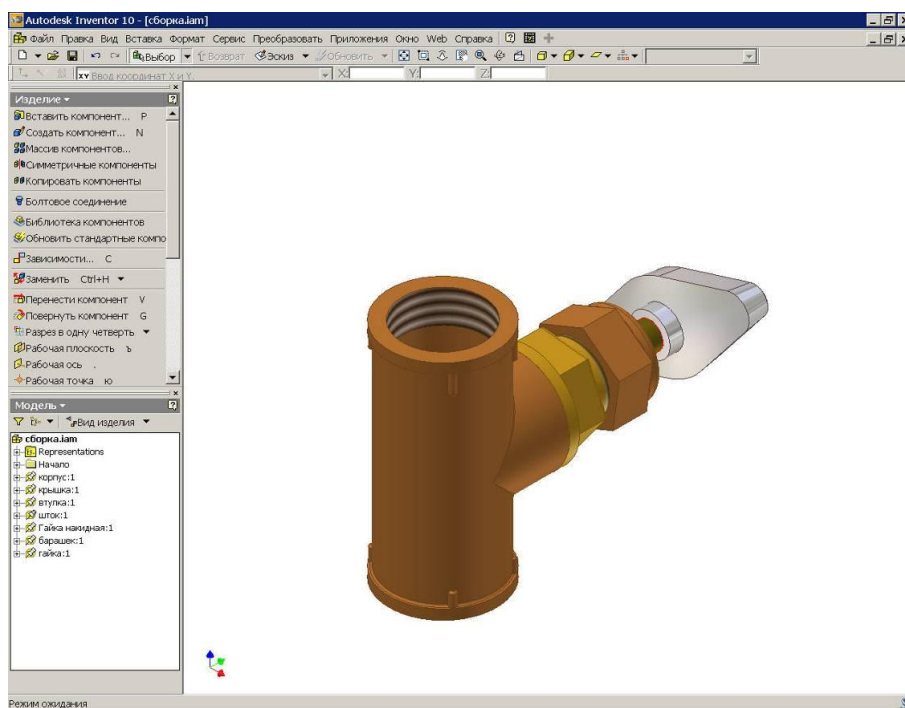 Autodesk Inventor 10 - [сборка.iam]
Файл Правка Вид Вставка Формат Сервис Преобразовать Приложения Окно Web Справка
Выбор Возврат Эскиз Обновить
XY Ввод координат X и Y. X: Y: Z:
Изделие
Вставить компонент... P
Создать компонент... N
Массив компонентов...
Симметричные компоненты
Копировать компоненты
Болтовое соединение
Библиотека компонентов
Обновить стандартные компо
Зависимости... C
Заменить Ctrl+H
Перенести компонент V
Повернуть компонент G
Разрез в одну четверть
Рабочая плоскость ъ
Рабочая ось .
Рабочая точка ю
Модель
Вид изделия
сборка.iam
Representations
Начало
корпус:1
крышка:1
втулка:1
шток:1
Гайка накидная:1
барашек:1
гайка:1
Режим ожидания